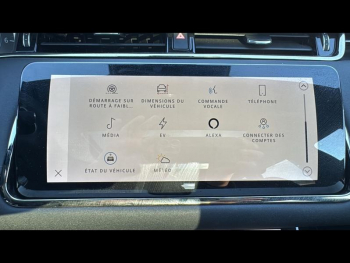 DÉMARRAGE SUR
ROUTE À FAIBL...
DIMENSIONS DU
VÉHICULE
COMMANDE
VOCALE
TÉLÉPHONE
MÉDIA
EV
ALEXA
CONNECTER DES
COMPTES
ÉTAT DU VÉHICULE
MÉTÉO